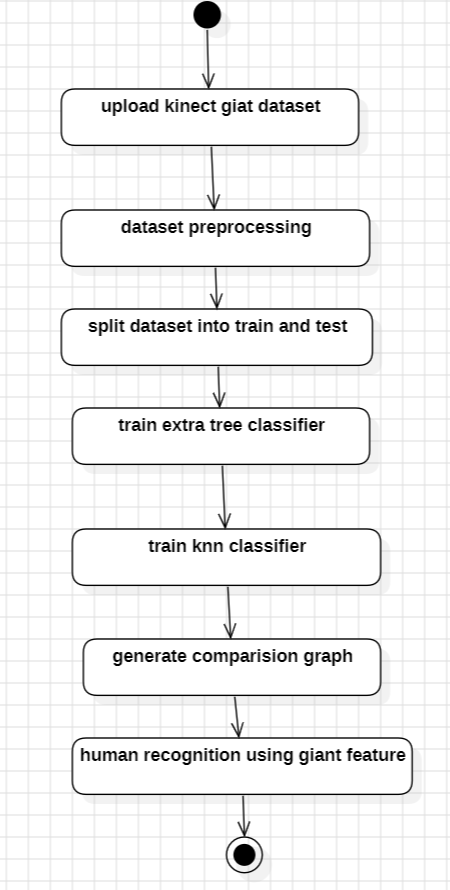 upload kinect giat dataset
dataset preprocessing
split dataset into train and test
train extra tree classifier
train knn classifier
generate comparision graph
human recognition using giant feature